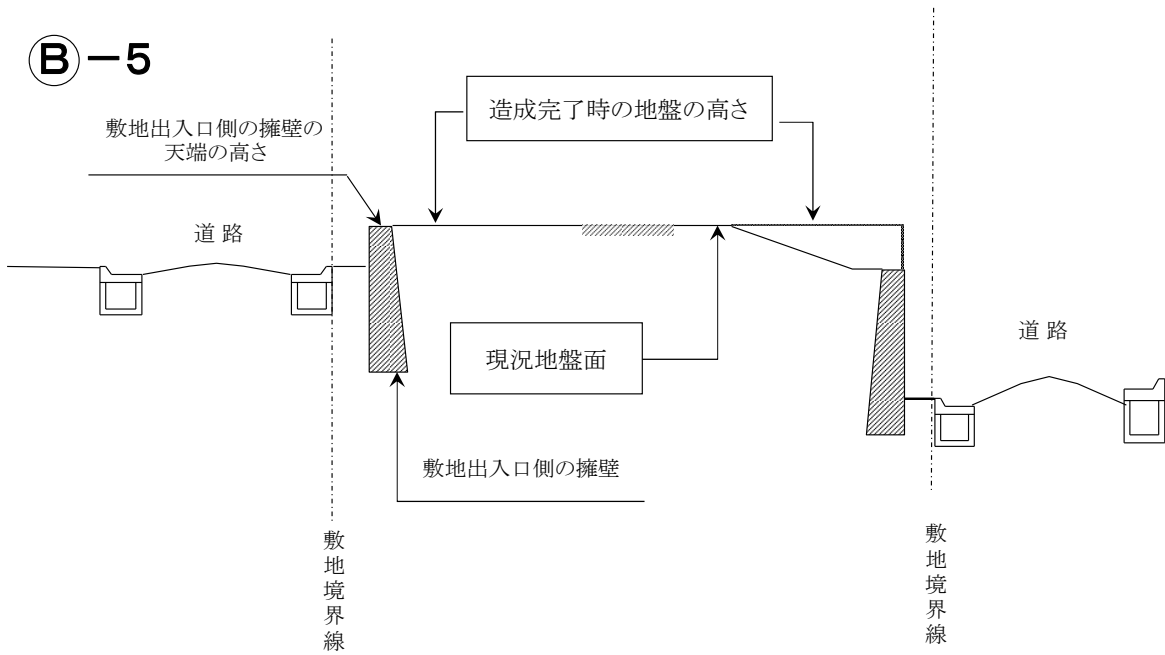 Ⓑ－5
造成完了時の地盤の高さ
敷地出入口側の擁壁の
天端の高さ
道 路
現況地盤面
道 路
敷地出入口側の擁壁
敷地境界線
敷地境界線